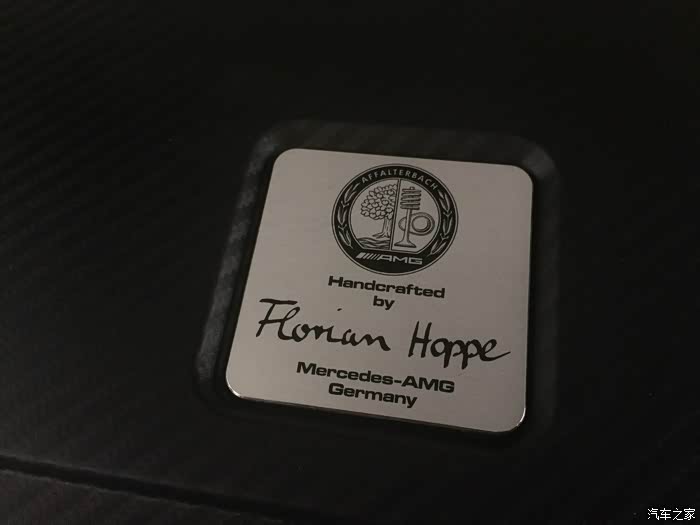 AFFALTERBACH
AMG
Handcrafted
by
Florian Hoppe
Mercedes-AMG
Germany
汽车之家